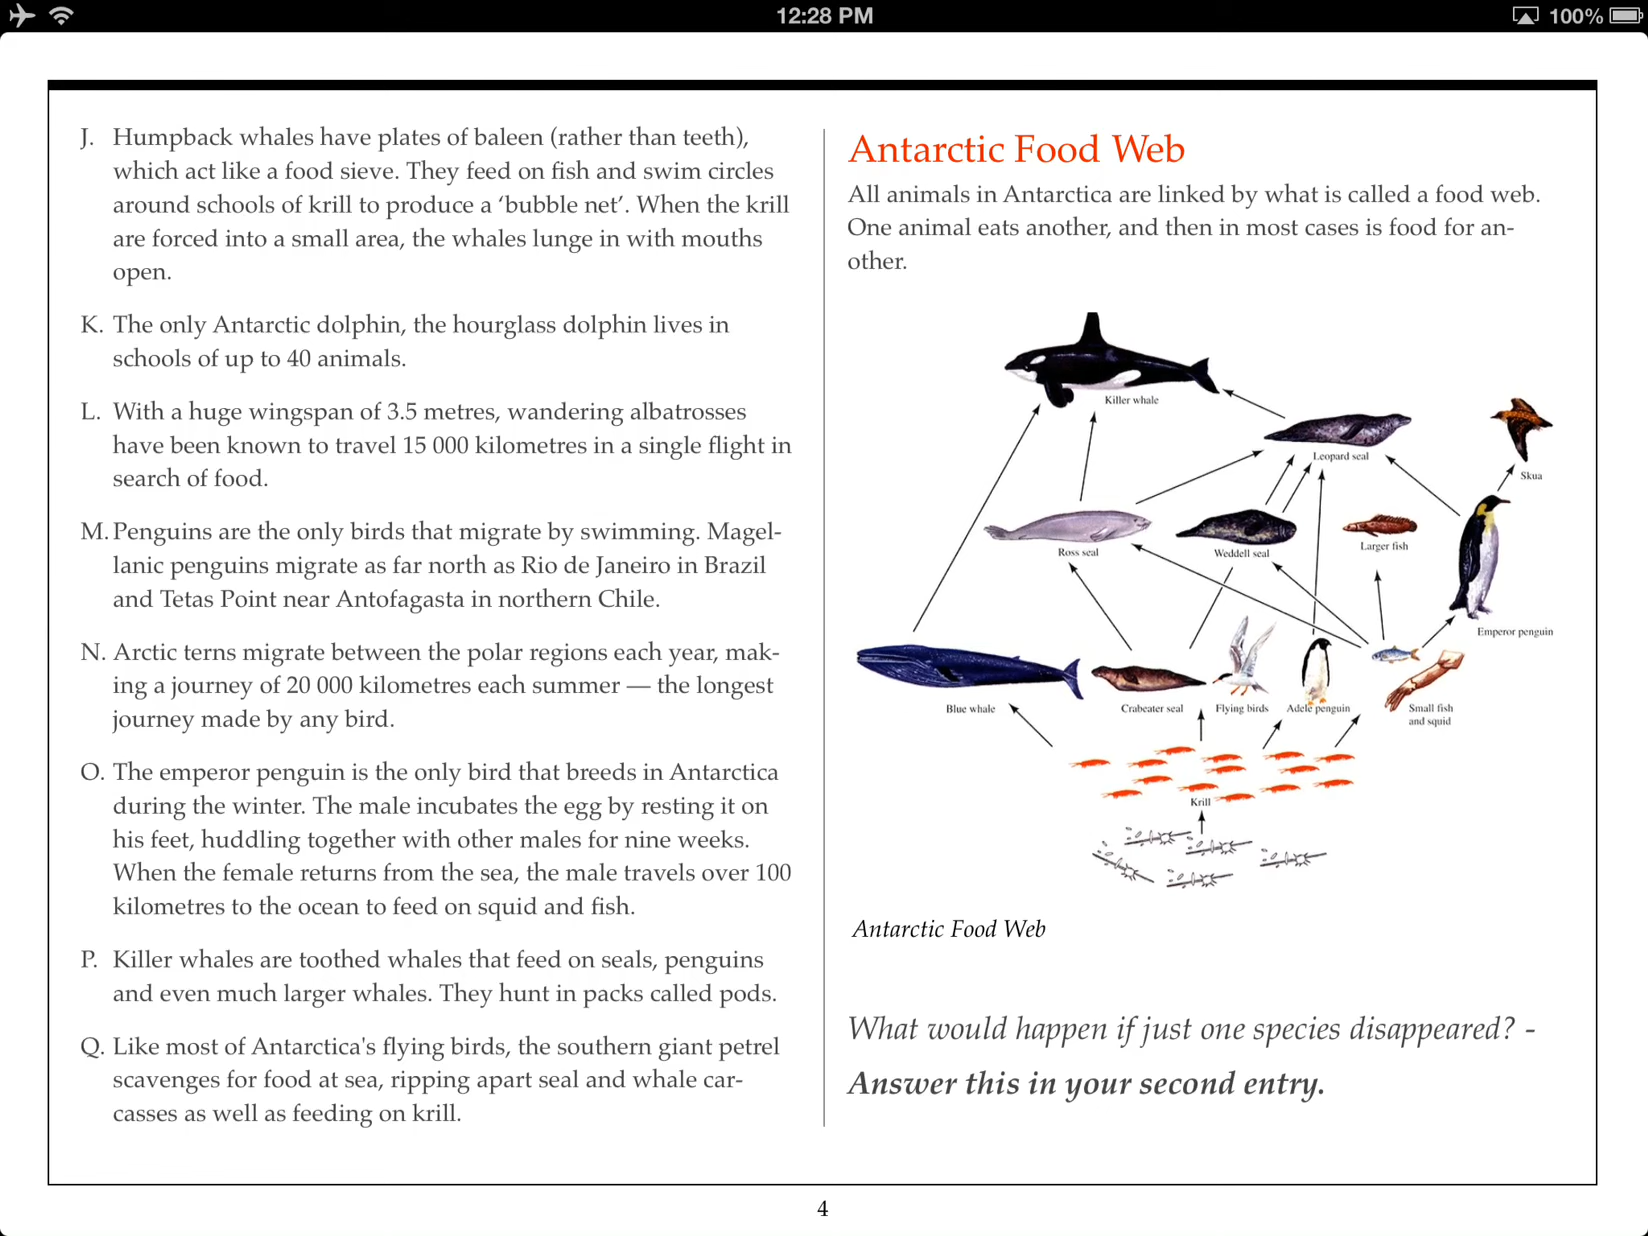 12:28 PM
100%
J. Humpback whales have plates of baleen (rather than teeth),
which act like a food sieve. They feed on fish and swim circles
around schools of krill to produce a ‘bubble net’. When the krill
are forced into a small area, the whales lunge in with mouths
open.
K. The only Antarctic dolphin, the hourglass dolphin lives in
schools of up to 40 animals.
L. With a huge wingspan of 3.5 metres, wandering albatrosses
have been known to travel 15 000 kilometres in a single flight in
search of food.
M. Penguins are the only birds that migrate by swimming. Magel-
lanic penguins migrate as far north as Rio de Janeiro in Brazil
and Tetas Point near Antofagasta in northern Chile.
N. Arctic terns migrate between the polar regions each year, mak-
ing a journey of 20 000 kilometres each summer — the longest
journey made by any bird.
O. The emperor penguin is the only bird that breeds in Antarctica
during the winter. The male incubates the egg by resting it on
his feet, huddling together with other males for nine weeks.
When the female returns from the sea, the male travels over 100
kilometres to the ocean to feed on squid and fish.
P. Killer whales are toothed whales that feed on seals, penguins
and even much larger whales. They hunt in packs called pods.
Q. Like most of Antarctica's flying birds, the southern giant petrel
scavenges for food at sea, ripping apart seal and whale car-
casses as well as feeding on krill.
Antarctic Food Web
All animals in Antarctica are linked by what is called a food web.
One animal eats another, and then in most cases is food for an-
other.
Killer whale
Leopard seal
Skua
Ross seal
Weddell seal
Larger fish
Emperor penguin
Blue whale
Crabeater seal
Flying birds
Adele penguin
Small fish
and squid
Krill
Antarctic Food Web
What would happen if just one species disappeared? -
Answer this in your second entry.
4